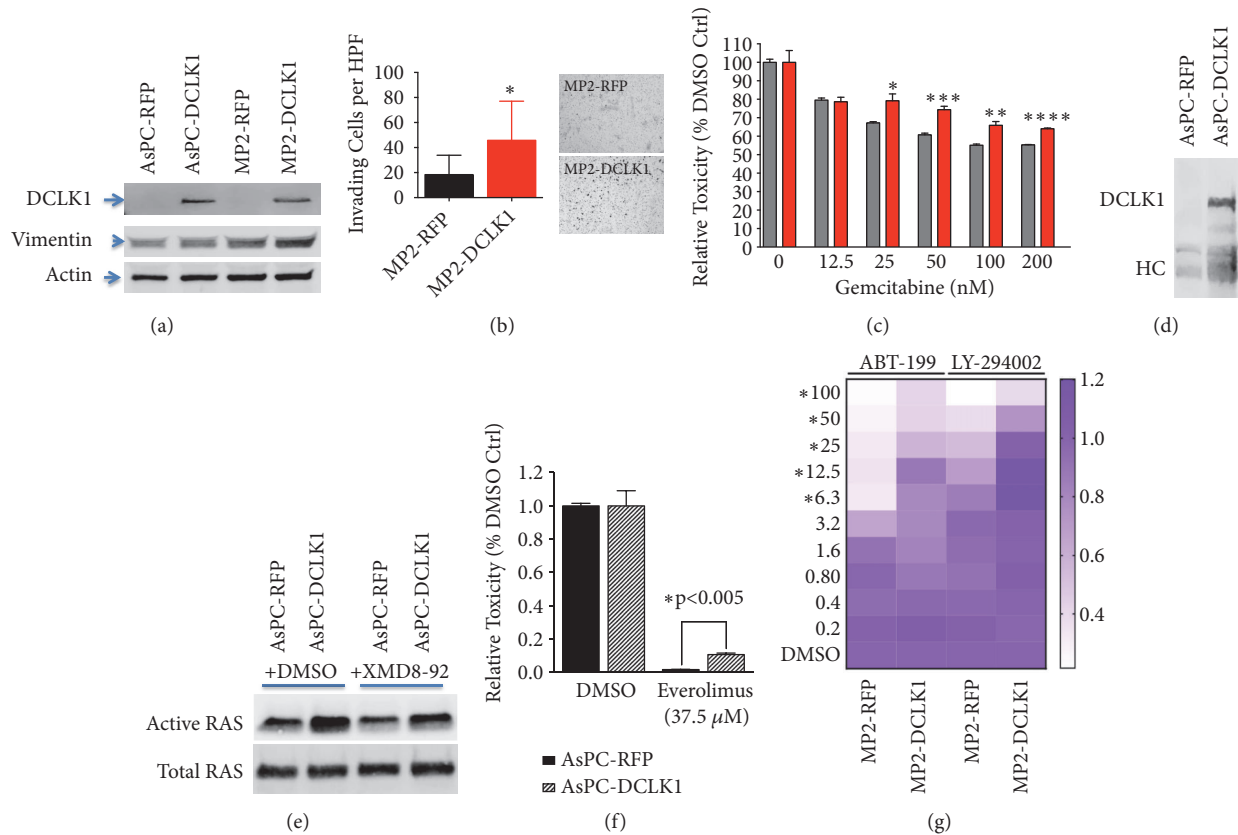 AsPC-RFP
AsPC-DCLK1
MP2-RFP
MP2-DCLK1
DCLK1
Vimentin
Actin
(a)
Invading Cells per HPF
100
80
60
40
20
0
*
MP2-RFP
MP2-DCLK1
MP2-RFP
MP2-DCLK1
(b)
Relative Toxicity (% DMSO Ctrl)
110
100
90
80
70
60
50
40
30
20
10
0
* *** ** ****
0 12.5 25 50 100 200
Gemcitabine (nM)
(c)
AsPC-RFP
AsPC-DCLK1
DCLK1
HC
(d)
AsPC-RFP
AsPC-DCLK1
AsPC-RFP
AsPC-DCLK1
+DMSO +XMD8-92
Active RAS
Total RAS
(e)
Relative Toxicity (% DMSO Ctrl)
1.2
1.0
0.8
0.6
0.4
0.2
0.0
*p<0.005
DMSO Everolimus
(37.5 µM)
AsPC-RFP
AsPC-DCLK1
(f)
ABT-199 LY-294002
*100
*50
*25
*12.5
*6.3
3.2
1.6
0.80
0.4
0.2
DMSO
1.2
1.0
0.8
0.6
0.4
MP2-RFP
MP2-DCLK1
MP2-RFP
MP2-DCLK1
(g)